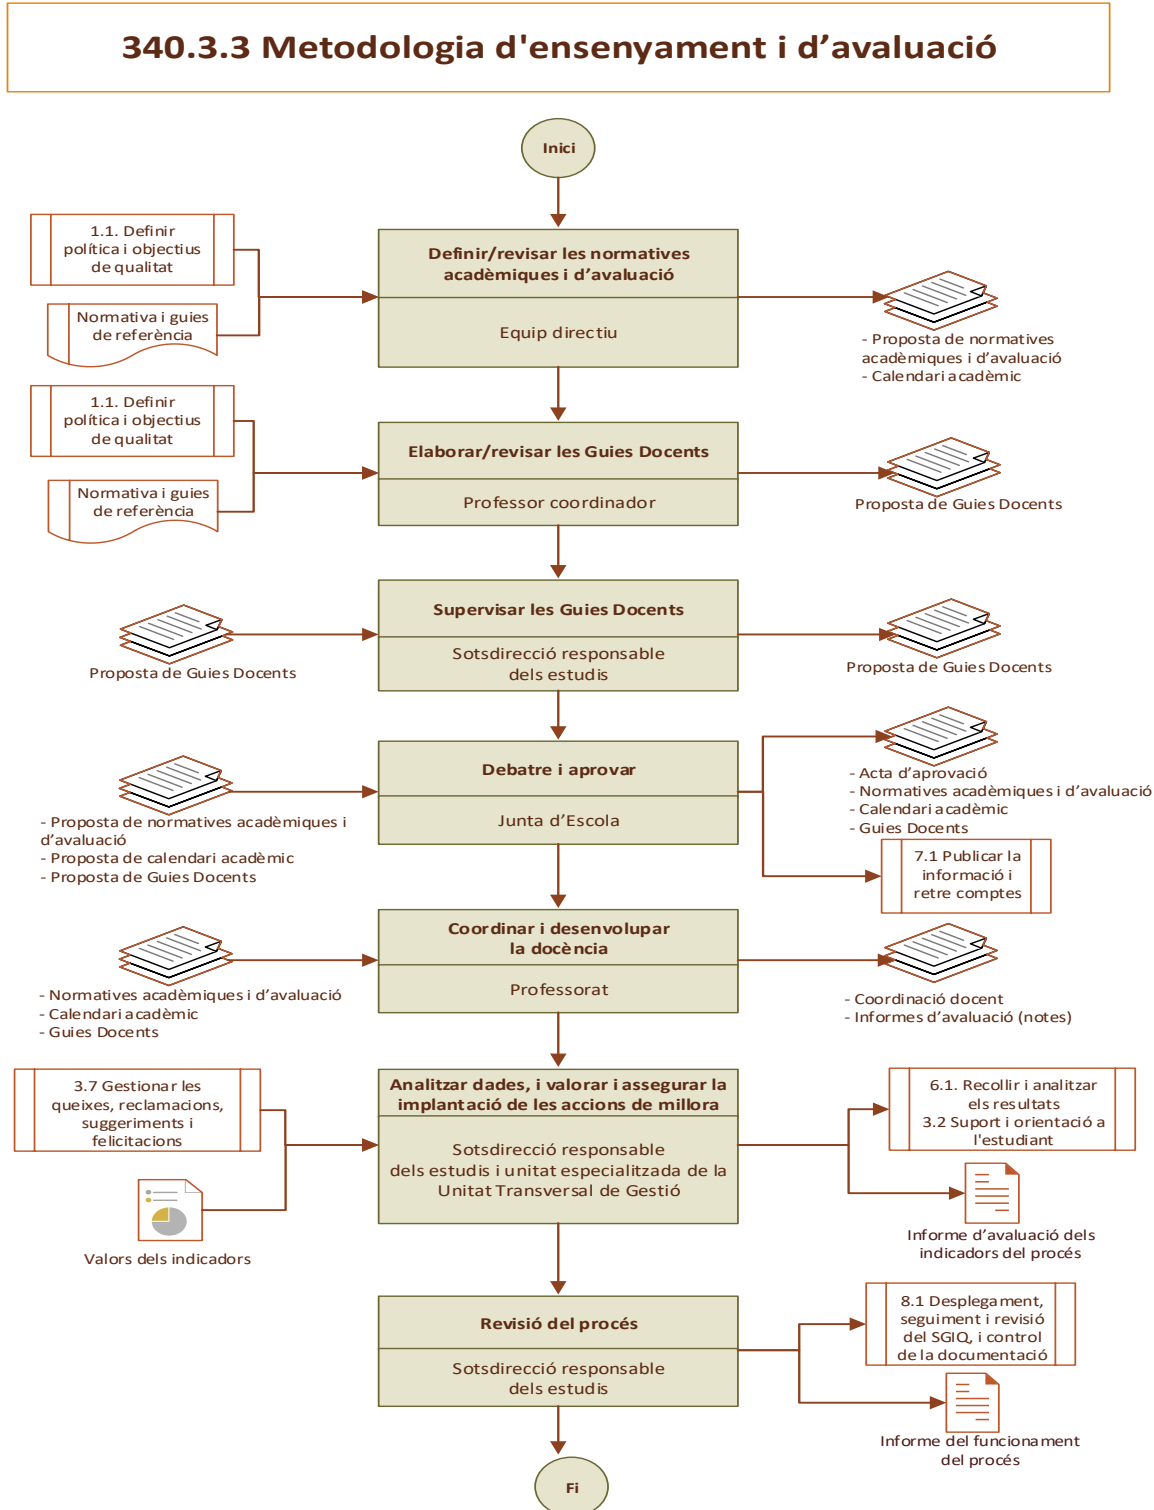 340.3.3 Metodologia d'ensenyament i d’avaluació
Inici
1.1. Definir
política i objectius
de qualitat
Normativa i guies
de referència
Definir/revisar les normatives
acadèmiques i d’avaluació
Equip directiu
- Proposta de normatives
acadèmiques i d’avaluació
- Calendari acadèmic
1.1. Definir
política i objectius
de qualitat
Normativa i guies
de referència
Elaborar/revisar les Guies Docents
Professor coordinador
Proposta de Guies Docents
Proposta de Guies Docents
Supervisar les Guies Docents
Sotsdirecció responsable
dels estudis
Proposta de Guies Docents
- Proposta de normatives acadèmiques i
d’avaluació
- Proposta de calendari acadèmic
- Proposta de Guies Docents
Debatre i aprovar
Junta d’Escola
- Acta d’aprovació
- Normatives acadèmiques i d’avaluació
- Calendari acadèmic
- Guies Docents
7.1 Publicar la
informació i
retre comptes
- Normatives acadèmiques i d’avaluació
- Calendari acadèmic
- Guies Docents
Coordinar i desenvolupar
la docència
Professorat
- Coordinació docent
- Informes d’avaluació (notes)
3.7 Gestionar les
queixes, reclamacions,
suggeriments i
felicitacions
Valors dels indicadors
Analitzar dades, i valorar i assegurar la
implantació de les accions de millora
Sotsdirecció responsable
dels estudis i unitat especialitzada de la
Unitat Transversal de Gestió
6.1. Recollir i analitzar
els resultats
3.2 Suport i orientació a
l'estudiant
Informe d’avaluació dels
indicadors del procés
Revisió del procés
Sotsdirecció responsable
dels estudis
8.1 Desplegament,
seguiment i revisió
del SGIQ, i control
de la documentació
Informe del funcionament
del procés
Fi